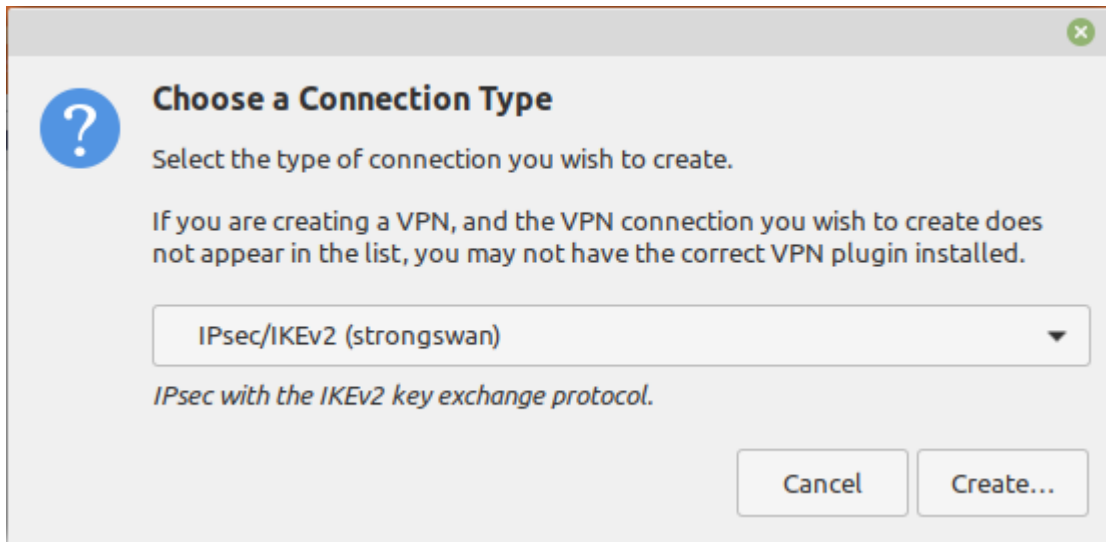 Choose a Connection Type
Select the type of connection you wish to create.
If you are creating a VPN, and the VPN connection you wish to create does
not appear in the list, you may not have the correct VPN plugin installed.
IPsec/IKEv2 (strongswan)
IPsec with the IKEv2 key exchange protocol.
Cancel
Create…